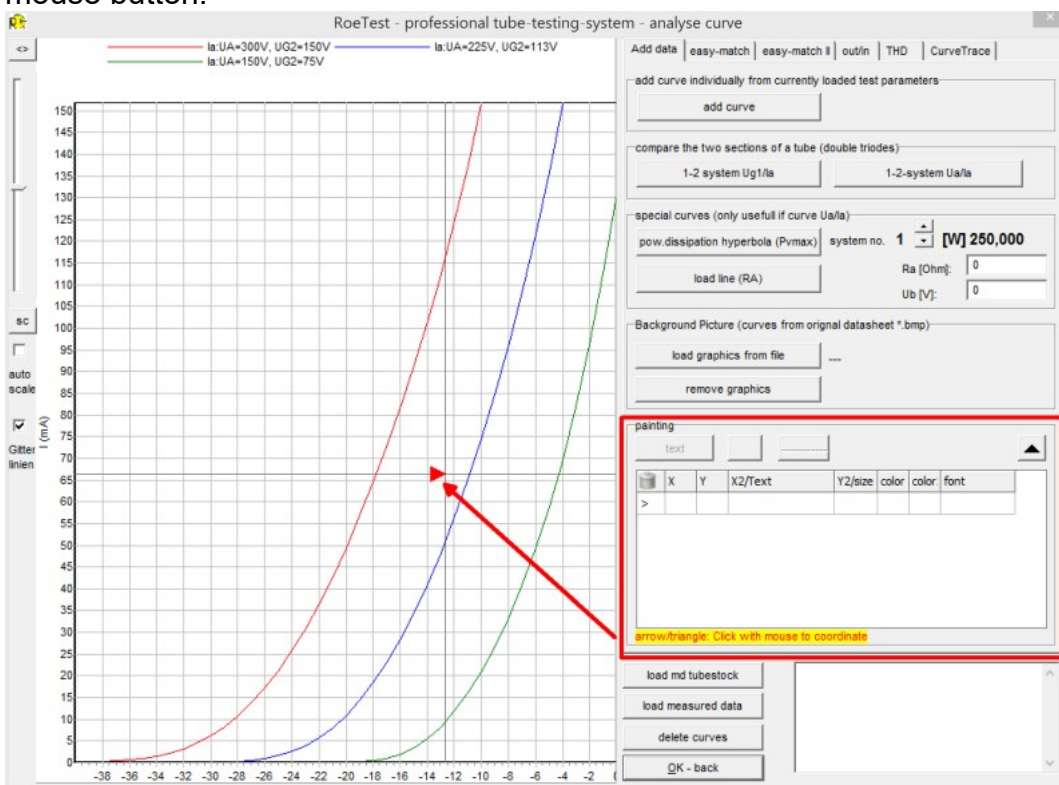 mouse button.
RoeTest - professional tube-testing-system - analyse curve
<>
Ia:UA=300V, UG2=150V
Ia:UA=225V, UG2=113V
Ia:UA=150V, UG2=75V
150
145
140
135
130
125
120
115
110
105
100
95
90
85
80
75
70
65
60
55
50
45
40
35
30
25
20
15
10
5
0
I (mA)
-38 -36 -34 -32 -30 -28 -26 -24 -22 -20 -18 -16 -14 -12 -10 -8 -6 -4 -2
sc
auto
scale
Gitter
linien
Add data easy-match easy-match II out/in THD CurveTrace
add curve individually from currently loaded test parameters
add curve
compare the two sections of a tube (double triodes)
1-2 system Ug1/Ia 1-2-system Ua/Ia
special curves (only usefull if curve Ua/Ia)
pow.dissipation hyperbola (Pvmax) system no. 1 [W] 250,000
load line (RA) Ra [Ohm]: 0
Ub [V]: 0
Background Picture (curves from orignal datasheet *.bmp)
load graphics from file ---
remove graphics
painting
text ------------
X Y X2/Text Y2/size color color font
>
arrow/triangle: Click with mouse to coordinate
load md tubestock
load measured data
delete curves
OK - back